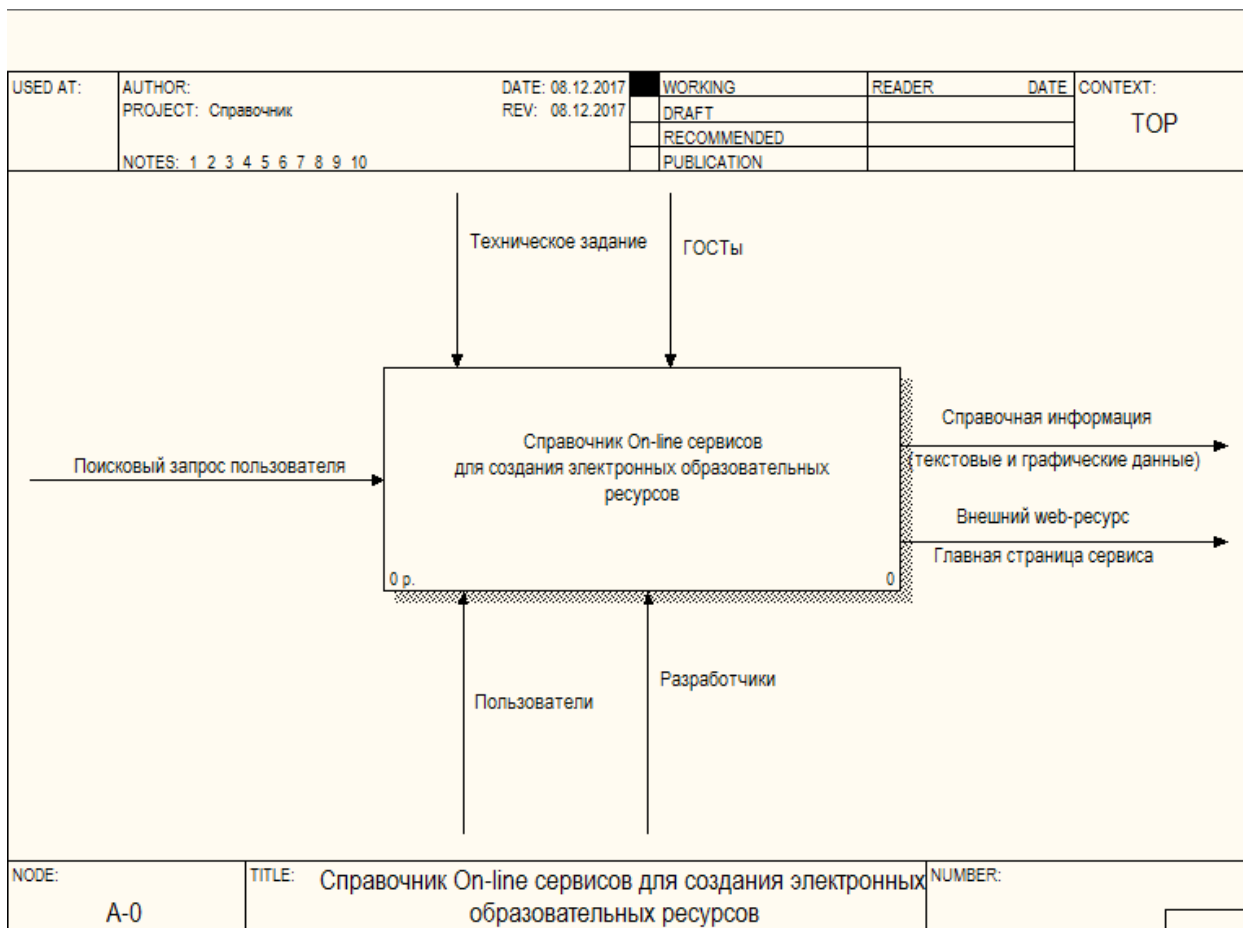 USED AT:
AUTHOR:
DATE: 08.12.2017
PROJECT: Справочник
REV: 08.12.2017
NOTES: 1 2 3 4 5 6 7 8 9 10
WORKING
DRAFT
RECOMMENDED
PUBLICATION
READER
DATE
CONTEXT:
TOP
Техническое задание
ГОСТы
Поисковый запрос пользователя
Справочник On-line сервисов
для создания электронных образовательных
ресурсов
0 р.
0
Справочная информация
(текстовые и графические данные)
Внешний web-ресурс
Главная страница сервиса
Пользователи
Разработчики
NODE:
A-0
TITLE:
Справочник On-line сервисов для создания электронных
образовательных ресурсов
NUMBER: